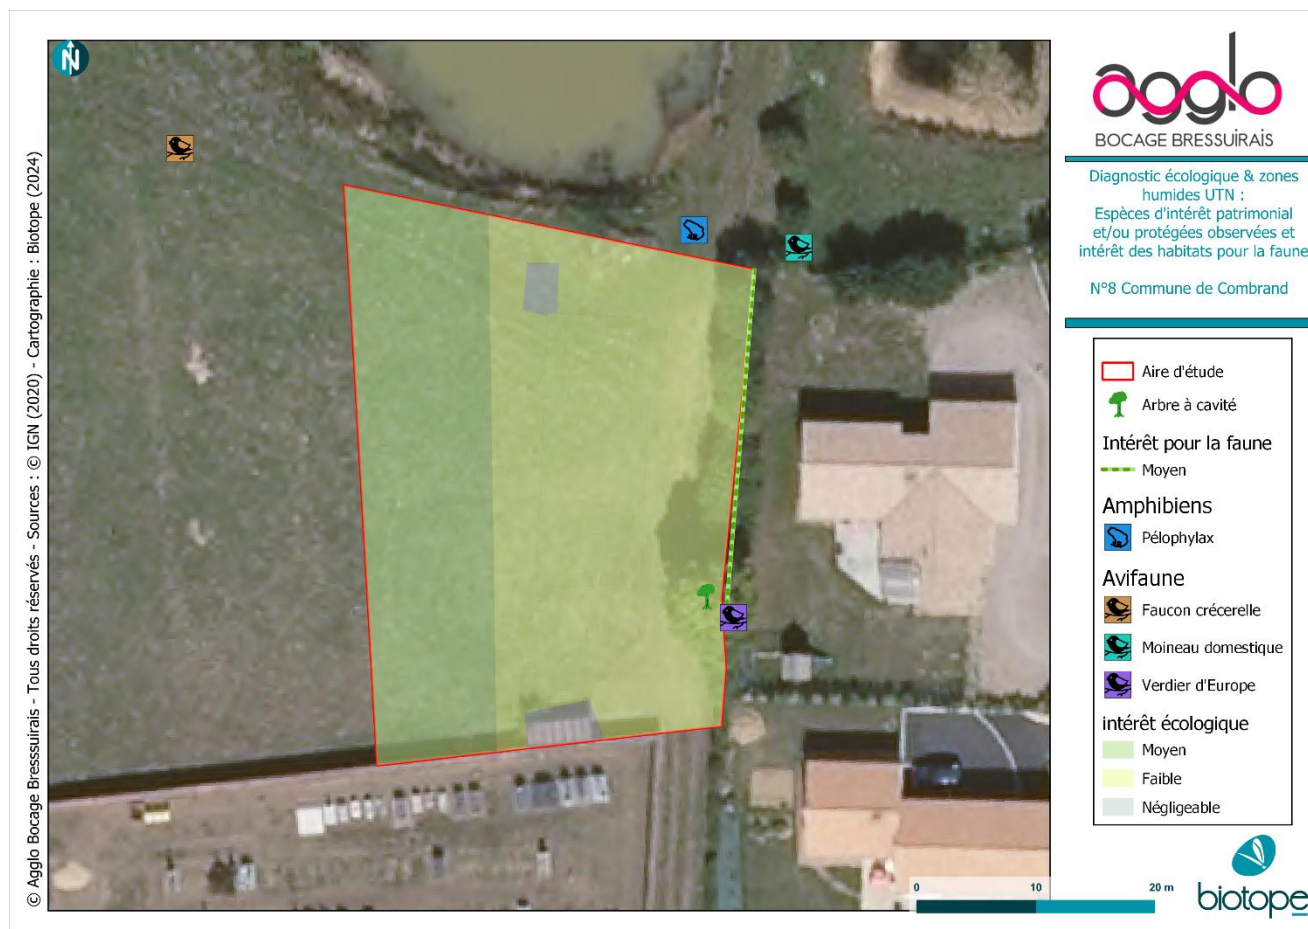 N
© Agglo Bocage Bressuirais - Tous droits réservés - Sources : © IGN (2020) - Cartographie : Biotope (2024)
agglo
BOCAGE BRESSUIRAIS
Diagnostic écologique & zones
humides UTN :
Espèces d'intérêt patrimonial
et/ou protégées observées et
intérêt des habitats pour la faune
N°8 Commune de Combrand
Aire d'étude
Arbre à cavité
Intérêt pour la faune
Moyen
Amphibiens
Pélophylax
Avifaune
Faucon crécerelle
Moineau domestique
Verdier d'Europe
intérêt écologique
Moyen
Faible
Négligeable
0 10 20 m
biotope